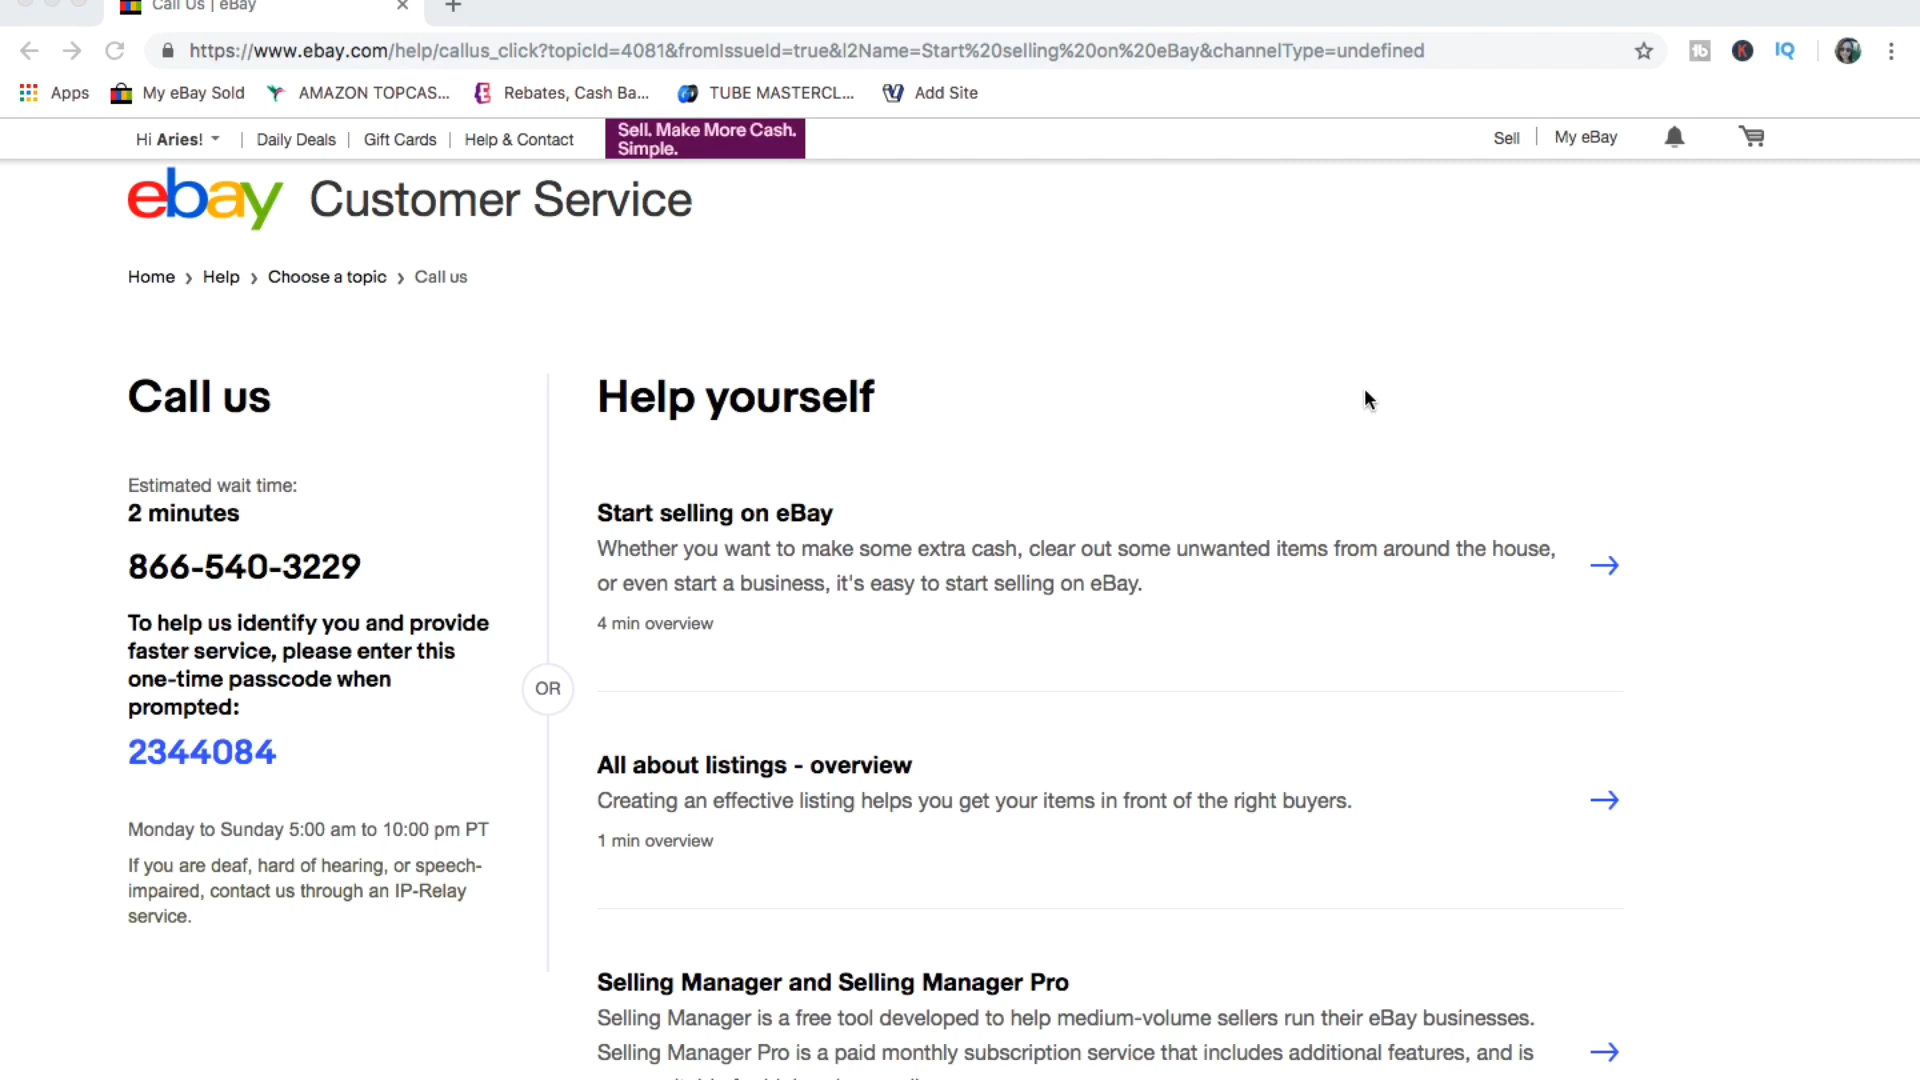 Call Us | eBay
https://www.ebay.com/help/callus_click?topicId=4081&fromIssueId=true&l2Name=Start%20selling%20on%20eBay&channelType=undefined
tb K IQ
Apps My eBay Sold AMAZON TOPCAS... Rebates, Cash Ba... TUBE MASTERCL... Add Site
Hi Aries! | Daily Deals | Gift Cards | Help & Contact
Sell. Make More Cash.
Simple.
Sell | My eBay
ebay Customer Service
Home > Help > Choose a topic > Call us
Call us
Estimated wait time:
2 minutes
866-540-3229
To help us identify you and provide
faster service, please enter this
one-time passcode when
prompted:
2344084
Monday to Sunday 5:00 am to 10:00 pm PT
If you are deaf, hard of hearing, or speech-
impaired, contact us through an IP-Relay
service.
OR
Help yourself
Start selling on eBay
Whether you want to make some extra cash, clear out some unwanted items from around the house,
or even start a business, it's easy to start selling on eBay.
4 min overview
All about listings - overview
Creating an effective listing helps you get your items in front of the right buyers.
1 min overview
Selling Manager and Selling Manager Pro
Selling Manager is a free tool developed to help medium-volume sellers run their eBay businesses.
Selling Manager Pro is a paid monthly subscription service that includes additional features, and is